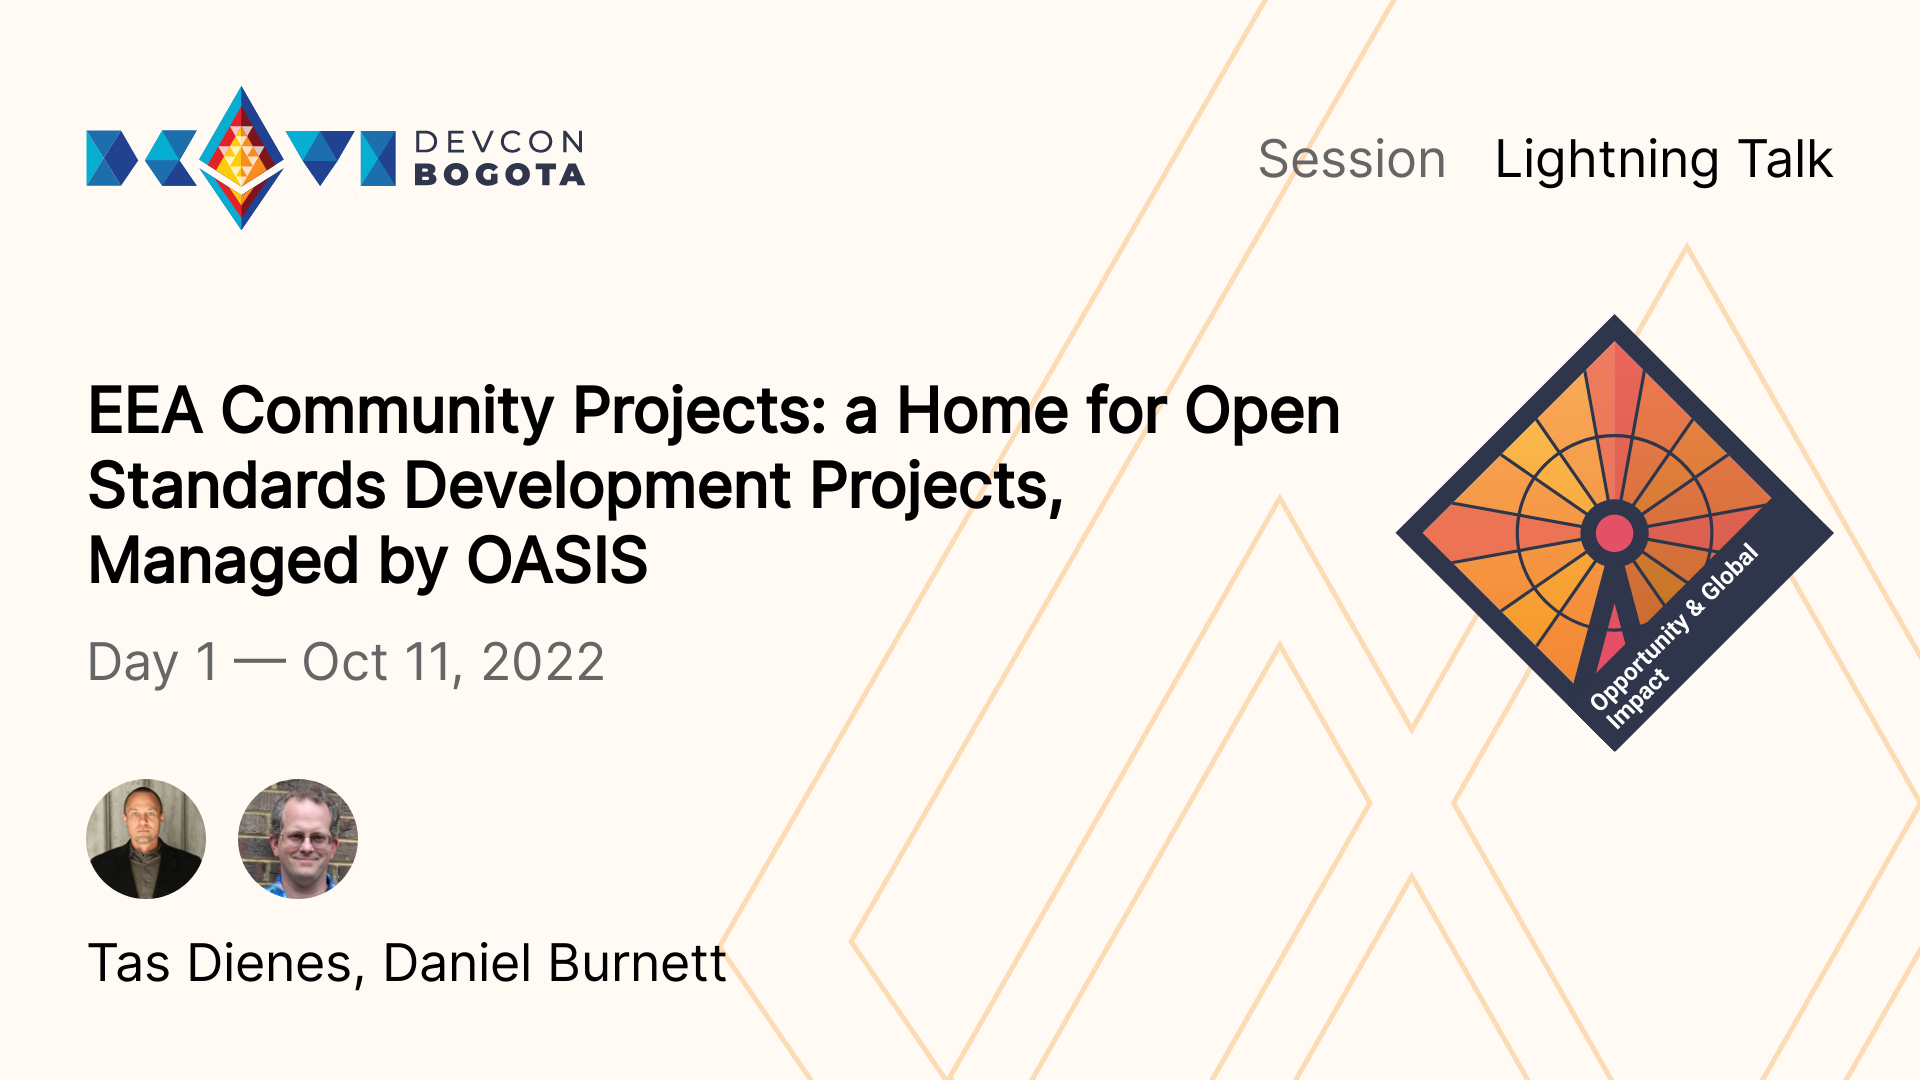 DEVCON
BOGOTA
Session Lightning Talk
EEA Community Projects: a Home for Open
Standards Development Projects,
Managed by OASIS
Day 1 — Oct 11, 2022
Opportunity & Global
Impact
Tas Dienes, Daniel Burnett